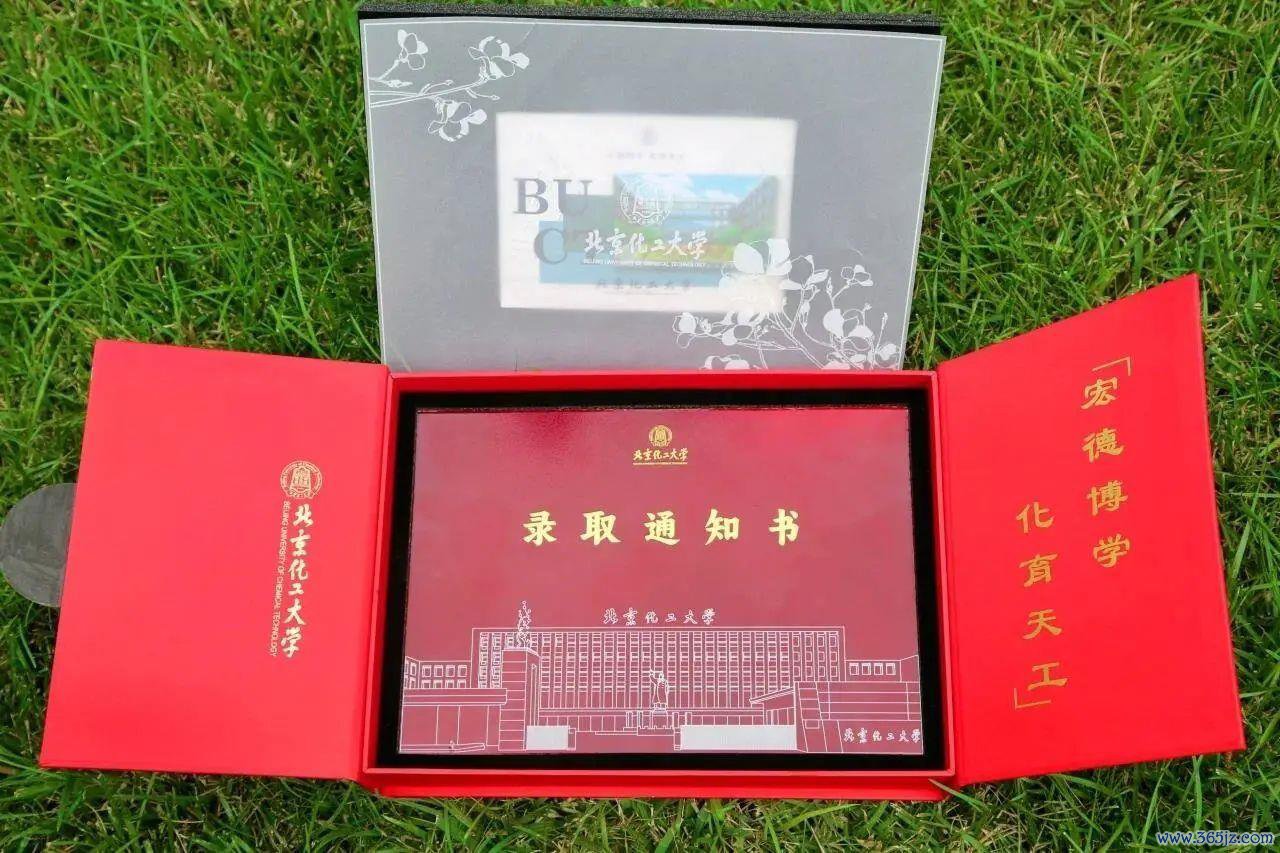 BU
C
北京化工大学
BEIJING UNIVERSITY OF CHEMICAL TECHNOLOGY
北京化工大学
北京化工大学
BEIJING UNIVERSITY OF CHEMICAL TECHNOLOGY
北京化工大学
录取通知书
北京化工大学
北京化工大学
「宏德博学
化育天工」
www.365jz.com